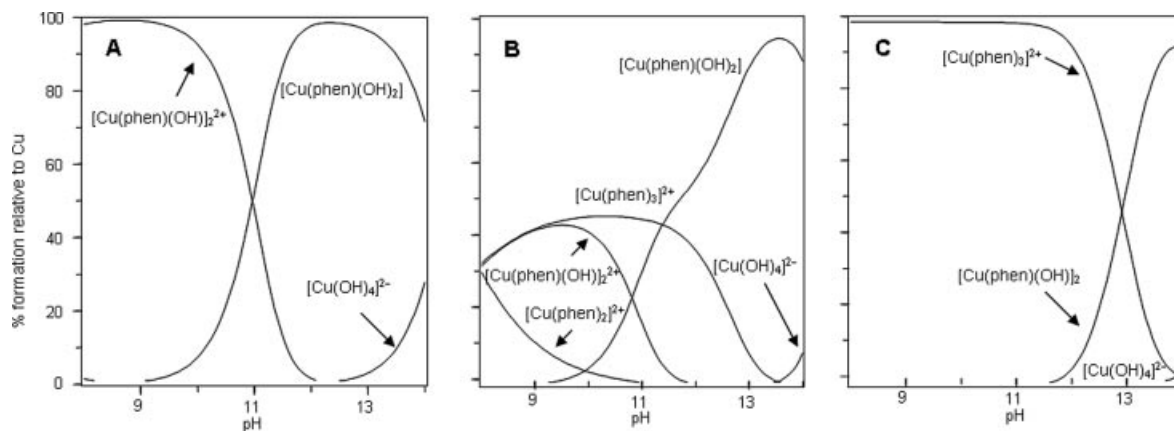 % formation relative to Cu
100
80
60
40
20
0
A
[Cu(phen)(OH)]₂²⁺
[Cu(phen)(OH)₂]
[Cu(OH)₄]²⁻
9
11
13
pH
B
[Cu(phen)(OH)₂]
[Cu(phen)₃]²⁺
[Cu(phen)(OH)]₂²⁺
[Cu(phen)₂]²⁺
[Cu(OH)₄]²⁻
9
11
13
pH
C
[Cu(phen)₃]²⁺
[Cu(phen)(OH)]₂
[Cu(OH)₄]²⁻
9
11
13
pH